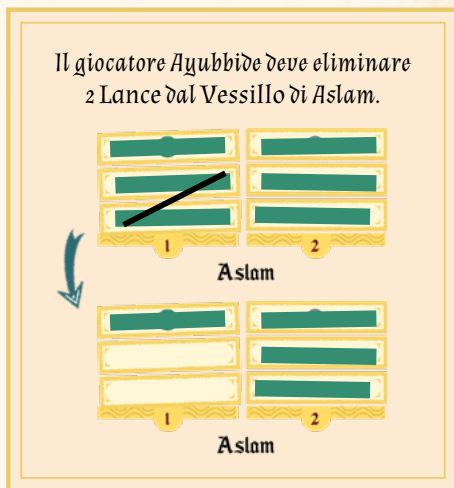 Il giocatore Ayubbide deve eliminare
2 Lance dal Vessillo di Aslam.
1 2
Aslam
1 2
Aslam